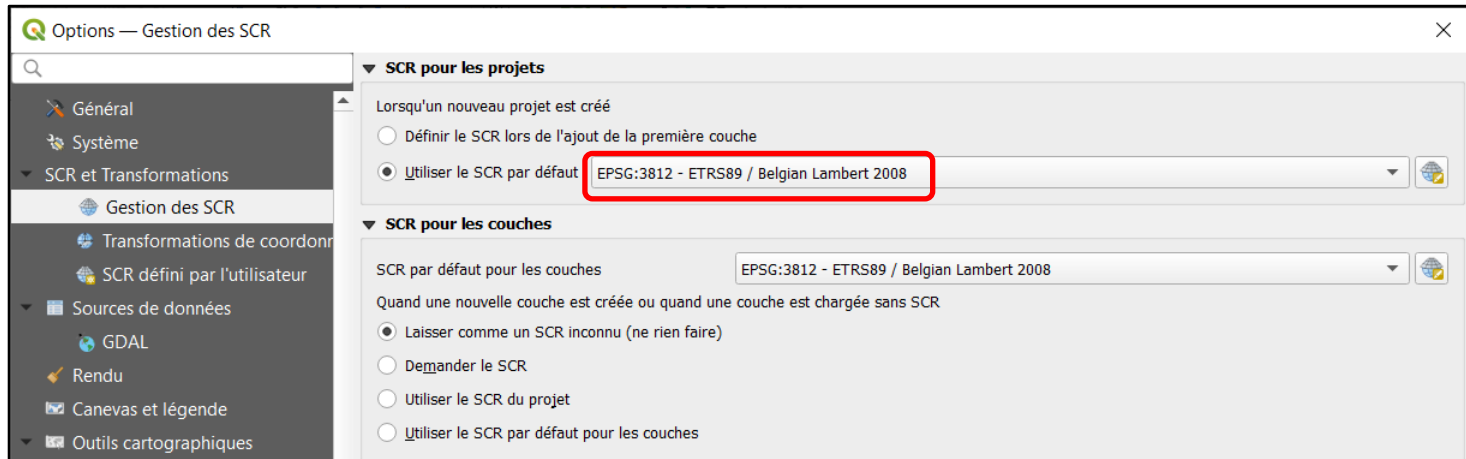 Options — Gestion des SCR
Général
Système
SCR et Transformations
Gestion des SCR
Transformations de coordonr
SCR défini par l'utilisateur
Sources de données
GDAL
Rendu
Canevas et légende
Outils cartographiques
SCR pour les projets
Lorsqu'un nouveau projet est créé
Définir le SCR lors de l'ajout de la première couche
Utiliser le SCR par défaut EPSG:3812 - ETRS89 / Belgian Lambert 2008
SCR pour les couches
SCR par défaut pour les couches EPSG:3812 - ETRS89 / Belgian Lambert 2008
Quand une nouvelle couche est créée ou quand une couche est chargée sans SCR
Laisser comme un SCR inconnu (ne rien faire)
Demander le SCR
Utiliser le SCR du projet
Utiliser le SCR par défaut pour les couches